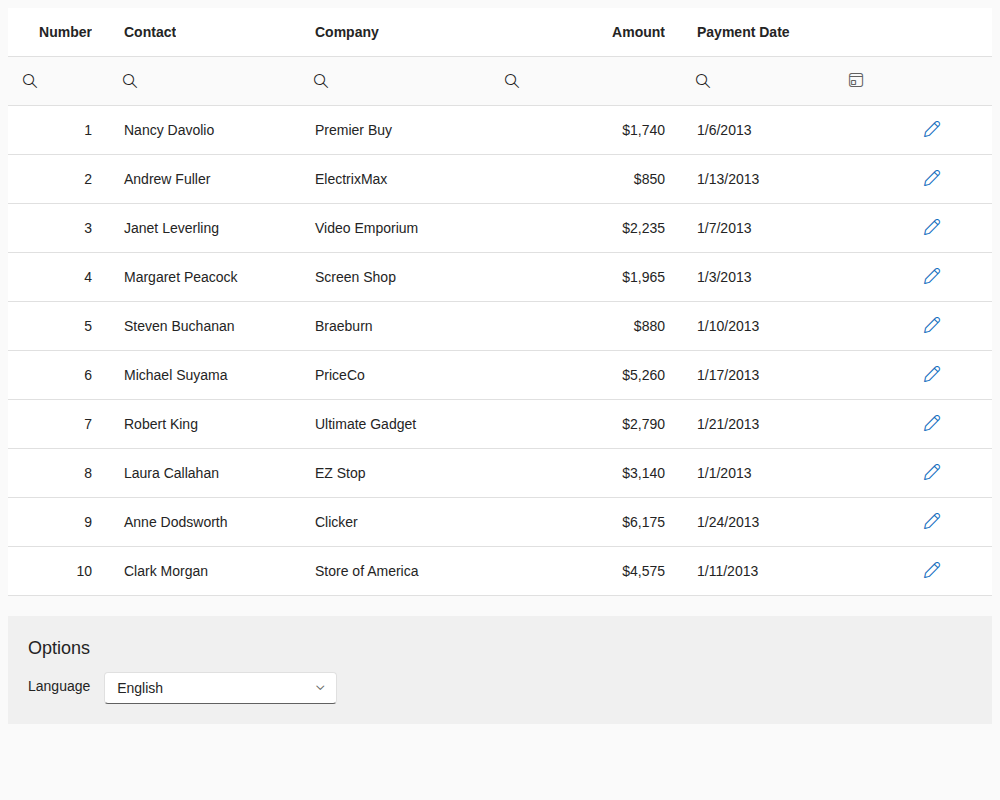 Number Contact Company Amount Payment Date
1 Nancy Davolio Premier Buy $1,740 1/6/2013
2 Andrew Fuller ElectrixMax $850 1/13/2013
3 Janet Leverling Video Emporium $2,235 1/7/2013
4 Margaret Peacock Screen Shop $1,965 1/3/2013
5 Steven Buchanan Braeburn $880 1/10/2013
6 Michael Suyama PriceCo $5,260 1/17/2013
7 Robert King Ultimate Gadget $2,790 1/21/2013
8 Laura Callahan EZ Stop $3,140 1/1/2013
9 Anne Dodsworth Clicker $6,175 1/24/2013
10 Clark Morgan Store of America $4,575 1/11/2013
Options
Language English